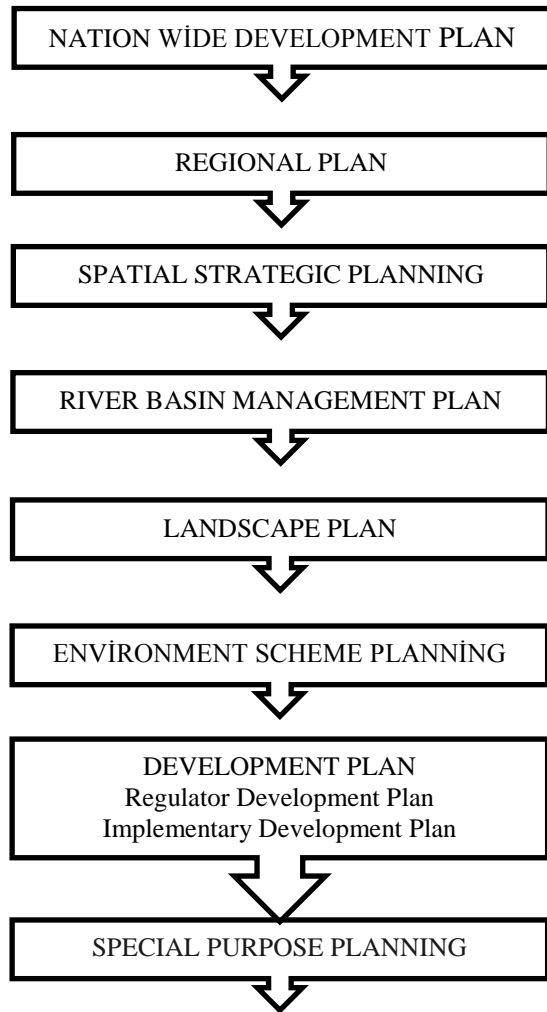 NATION WİDE DEVELOPMENT PLAN
REGIONAL PLAN
SPATIAL STRATEGIC PLANNING
RIVER BASIN MANAGEMENT PLAN
LANDSCAPE PLAN
ENVİRONMENT SCHEME PLANNİNG
DEVELOPMENT PLAN
Regulator Development Plan
Implementary Development Plan
SPECIAL PURPOSE PLANNING